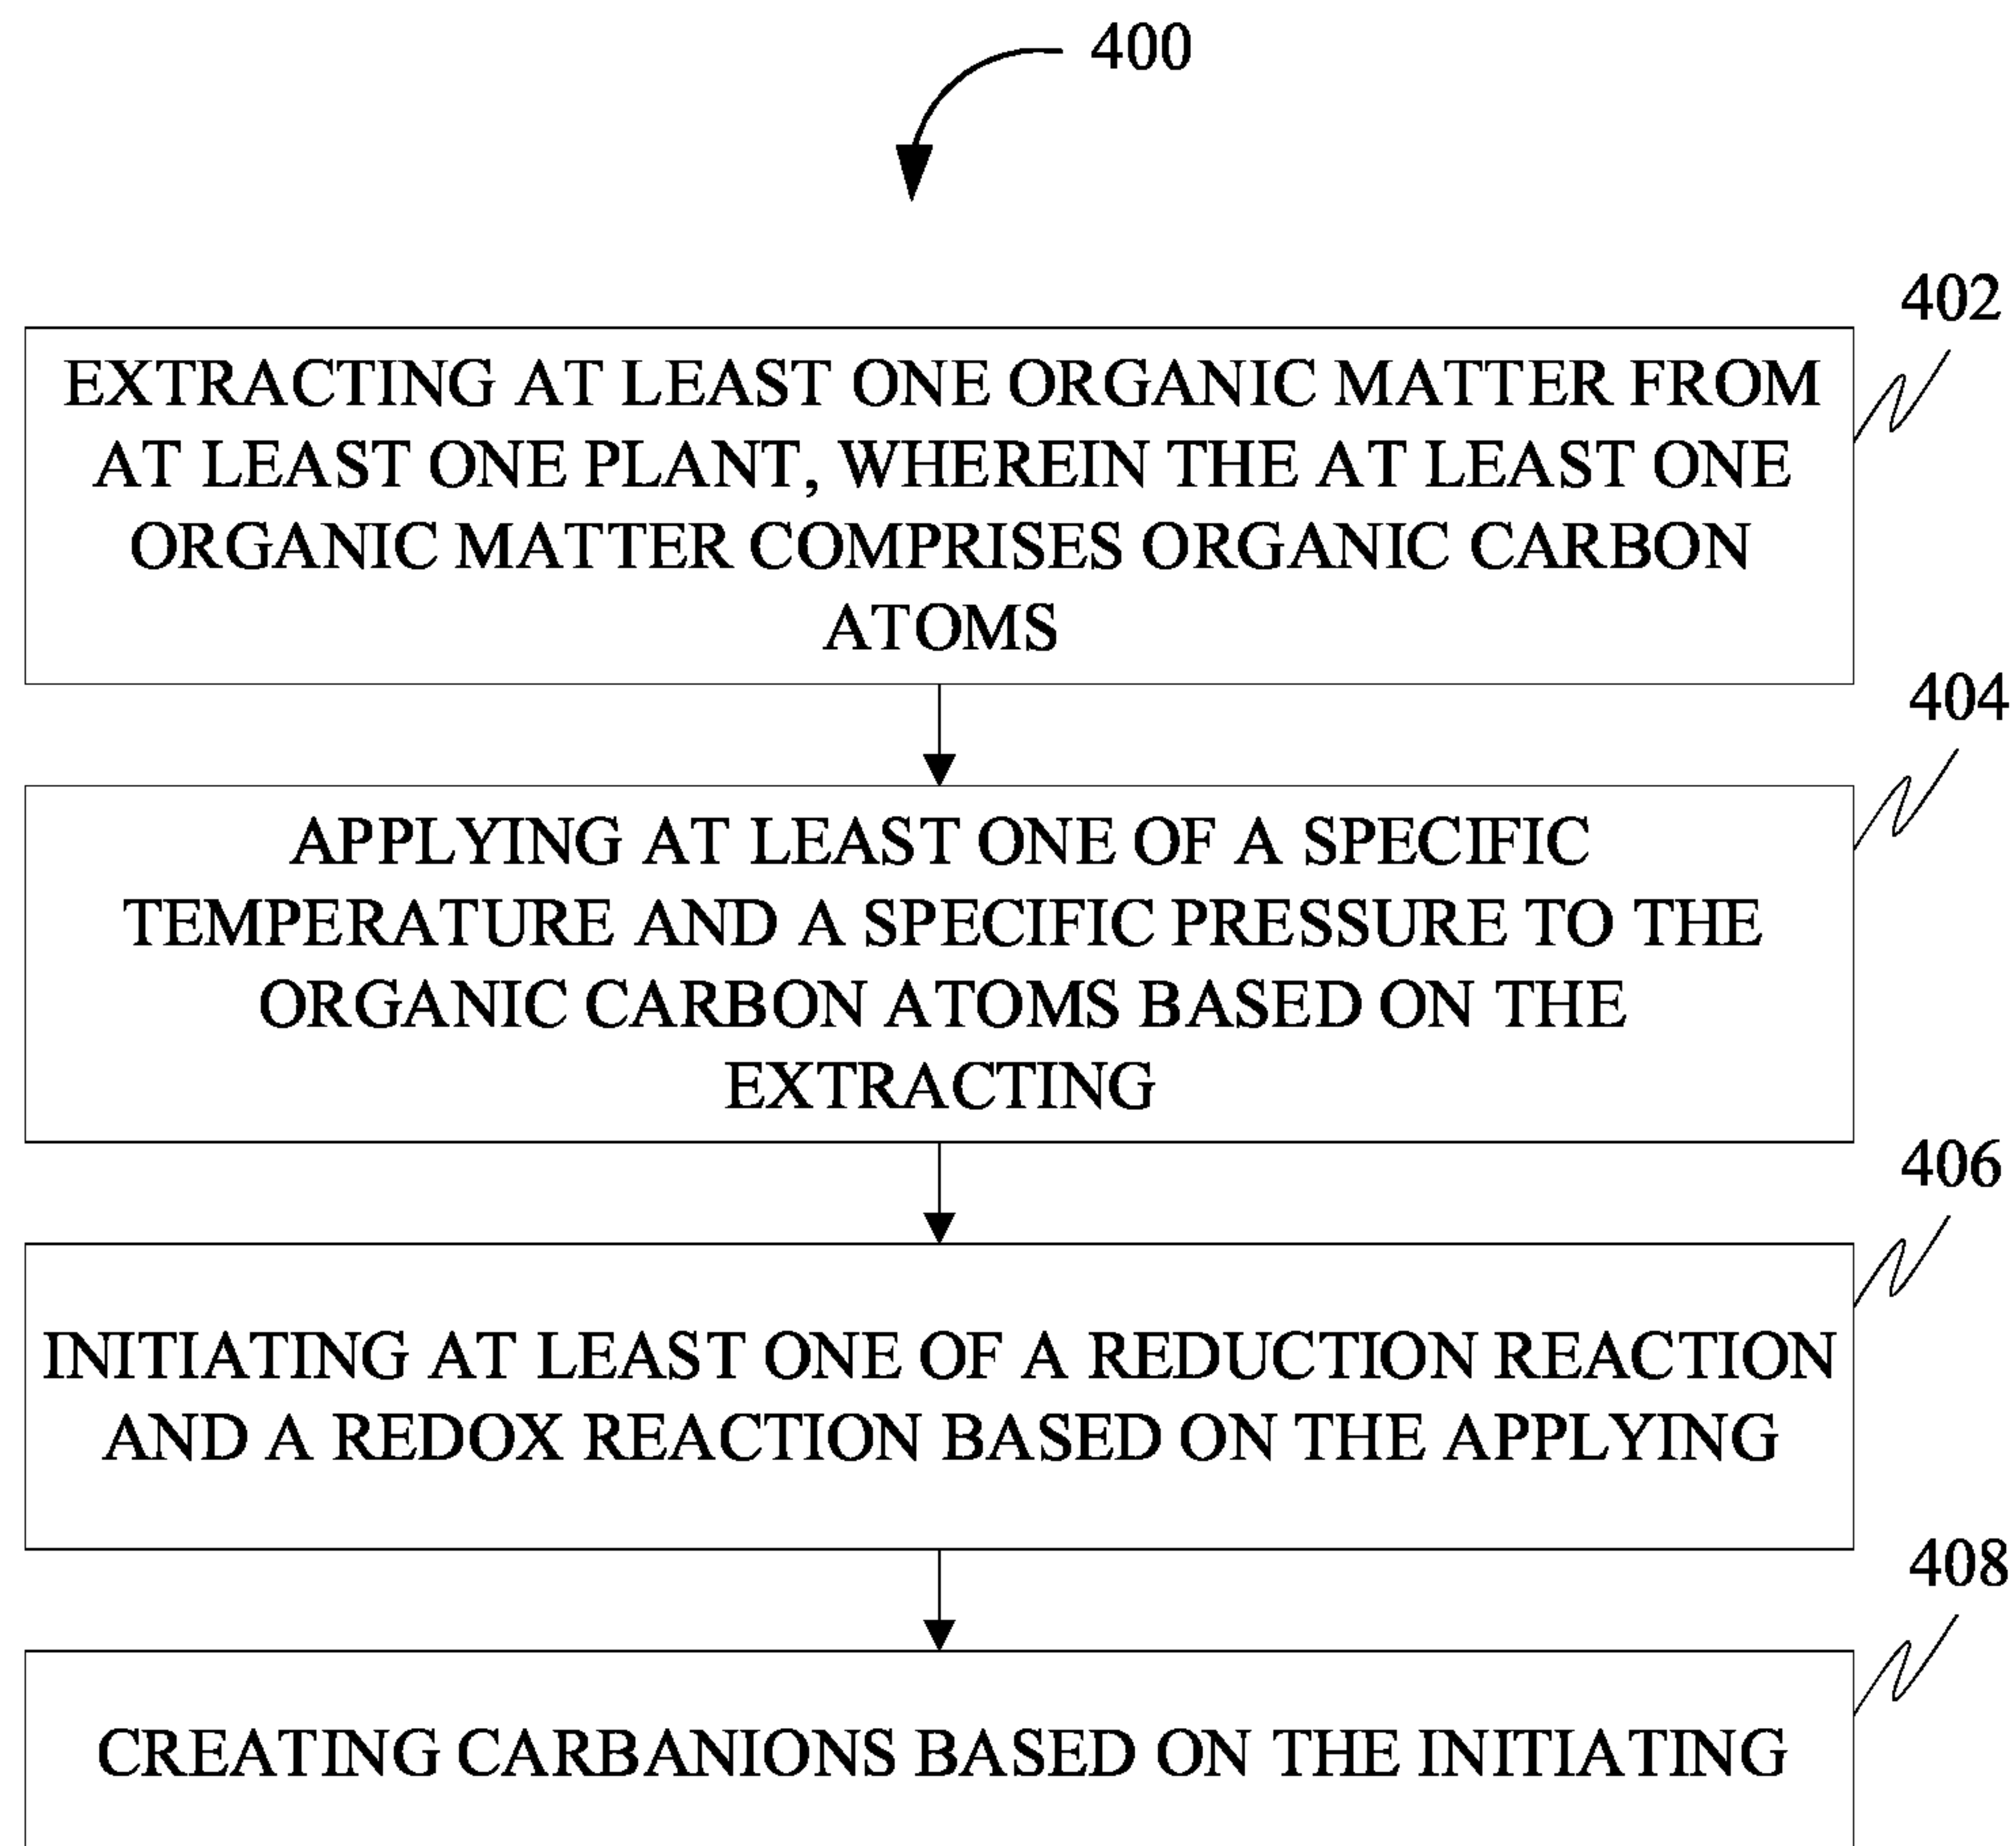 400
402
EXTRACTING AT LEAST ONE ORGANIC MATTER FROM
AT LEAST ONE PLANT, WHEREIN THE AT LEAST ONE
ORGANIC MATTER COMPRISES ORGANIC CARBON
ATOMS
404
APPLYING AT LEAST ONE OF A SPECIFIC
TEMPERATURE AND A SPECIFIC PRESSURE TO THE
ORGANIC CARBON ATOMS BASED ON THE
EXTRACTING
406
INITIATING AT LEAST ONE OF A REDUCTION REACTION
AND A REDOX REACTION BASED ON THE APPLYING
408
CREATING CARBANIONS BASED ON THE INITIATING